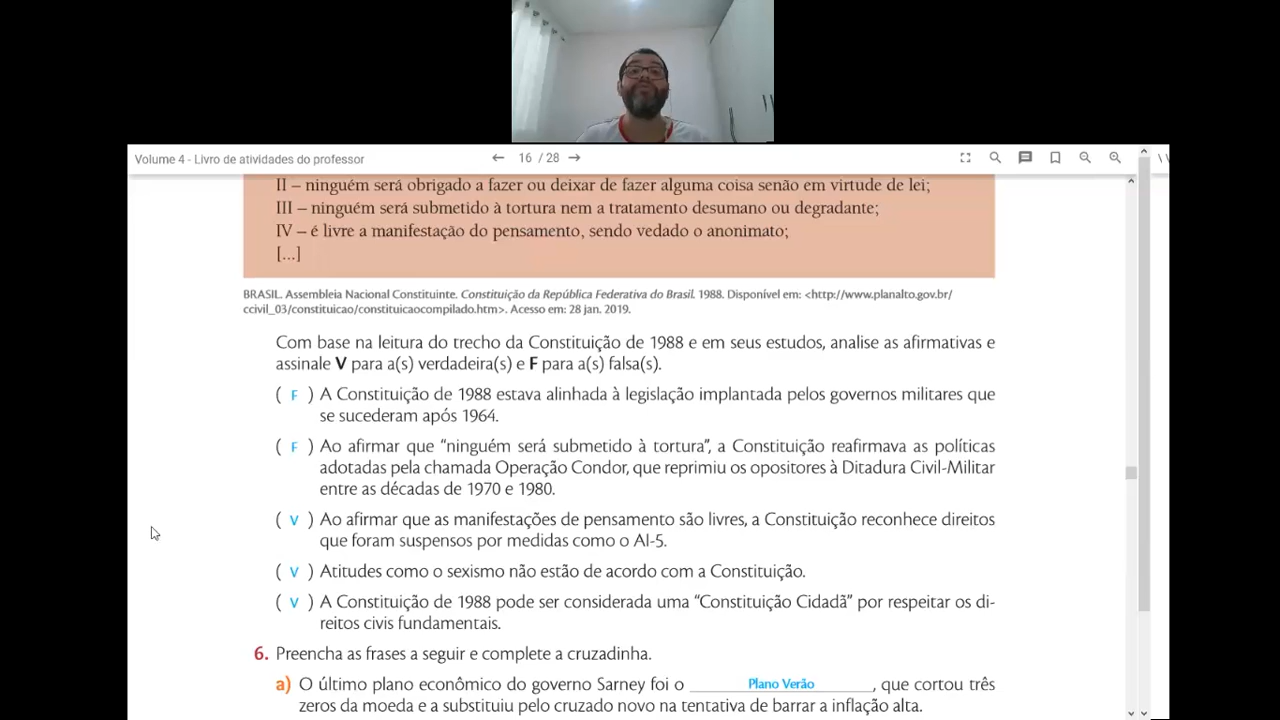 Volume 4 - Livro de atividades do professor
← 16 / 28 →
II – ninguém será obrigado a fazer ou deixar de fazer alguma coisa senão em virtude de lei;
III – ninguém será submetido à tortura nem a tratamento desumano ou degradante;
IV – é livre a manifestação do pensamento, sendo vedado o anonimato;
[...]
BRASIL. Assembleia Nacional Constituinte. Constituição da República Federativa do Brasil. 1988. Disponível em: <http://www.planalto.gov.br/
ccivil_03/constituicao/constituicaocompilado.htm>. Acesso em: 28 jan. 2019.
Com base na leitura do trecho da Constituição de 1988 e em seus estudos, analise as afirmativas e
assinale V para a(s) verdadeira(s) e F para a(s) falsa(s).
( F ) A Constituição de 1988 estava alinhada à legislação implantada pelos governos militares que
se sucederam após 1964.
( F ) Ao afirmar que “ninguém será submetido à tortura”, a Constituição reafirmava as políticas
adotadas pela chamada Operação Condor, que reprimiu os opositores à Ditadura Civil-Militar
entre as décadas de 1970 e 1980.
( V ) Ao afirmar que as manifestações de pensamento são livres, a Constituição reconhece direitos
que foram suspensos por medidas como o AI-5.
( V ) Atitudes como o sexismo não estão de acordo com a Constituição.
( V ) A Constituição de 1988 pode ser considerada uma “Constituição Cidadã” por respeitar os di-
reitos civis fundamentais.
6. Preencha as frases a seguir e complete a cruzadinha.
a) O último plano econômico do governo Sarney foi o Plano Verão, que cortou três
zeros da moeda e a substituiu pelo cruzado novo na tentativa de barrar a inflação alta.